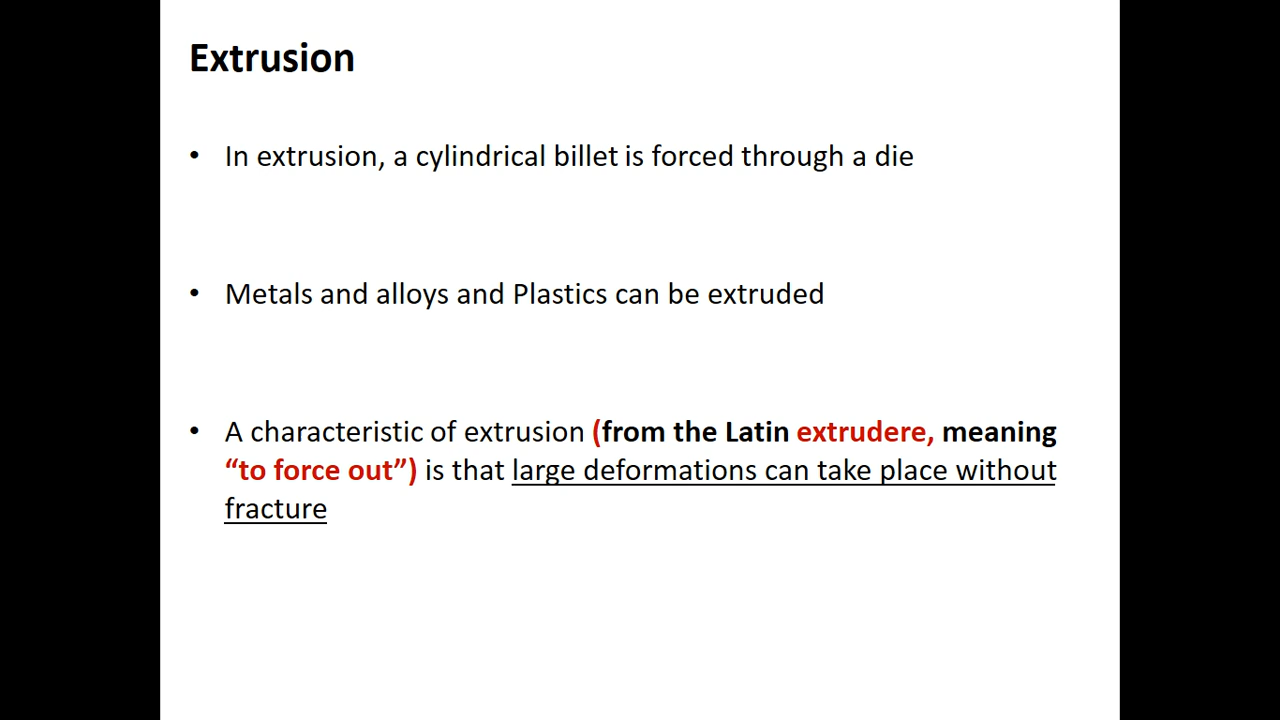 Extrusion
• In extrusion, a cylindrical billet is forced through a die
• Metals and alloys and Plastics can be extruded
• A characteristic of extrusion (from the Latin extrudere, meaning
“to force out”) is that large deformations can take place without
fracture